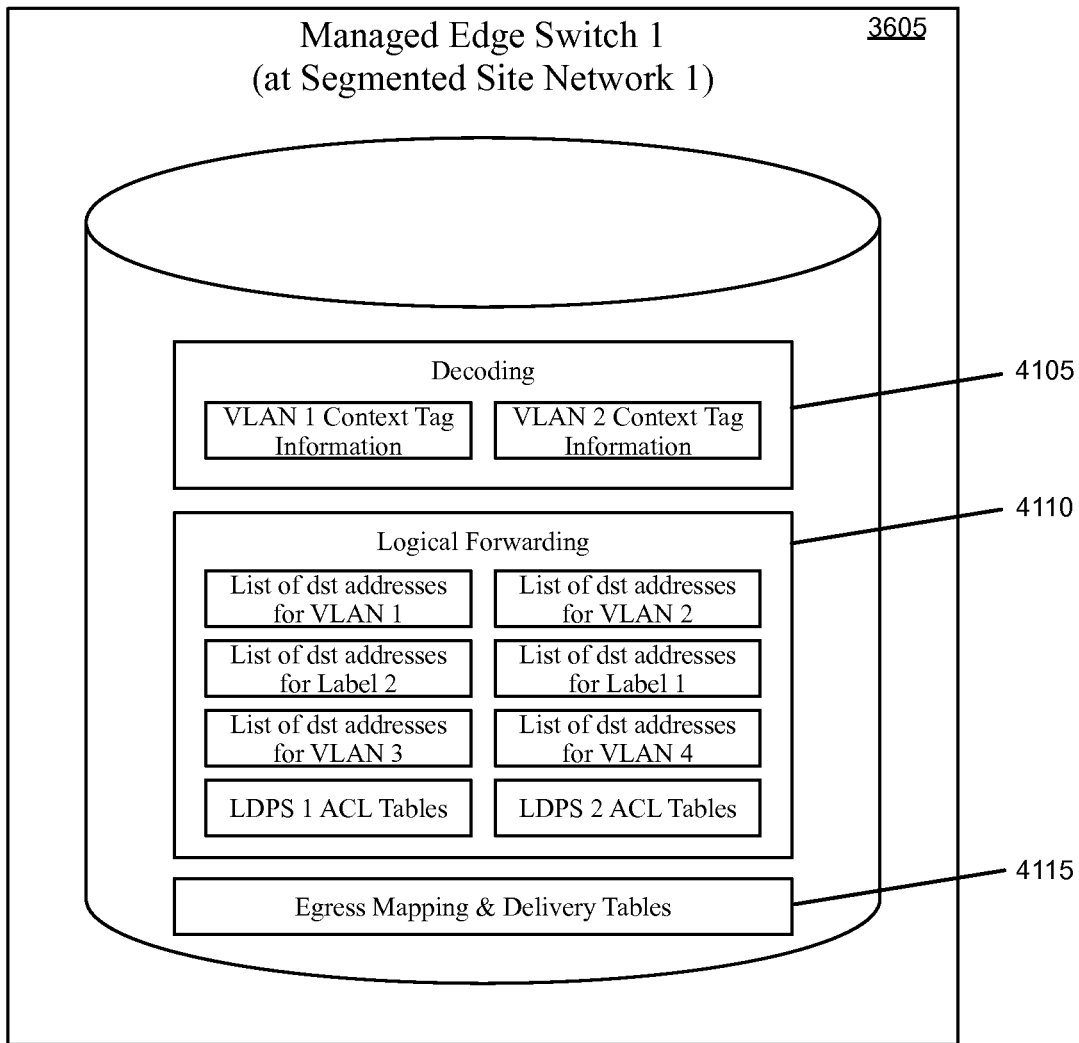 Managed Edge Switch 1
(at Segmented Site Network 1)
3605
Decoding
VLAN 1 Context Tag
Information
VLAN 2 Context Tag
Information
4105
Logical Forwarding
List of dst addresses
for VLAN 1
List of dst addresses
for VLAN 2
List of dst addresses
for Label 2
List of dst addresses
for Label 1
List of dst addresses
for VLAN 3
List of dst addresses
for VLAN 4
LDPS 1 ACL Tables
LDPS 2 ACL Tables
4110
Egress Mapping & Delivery Tables
4115